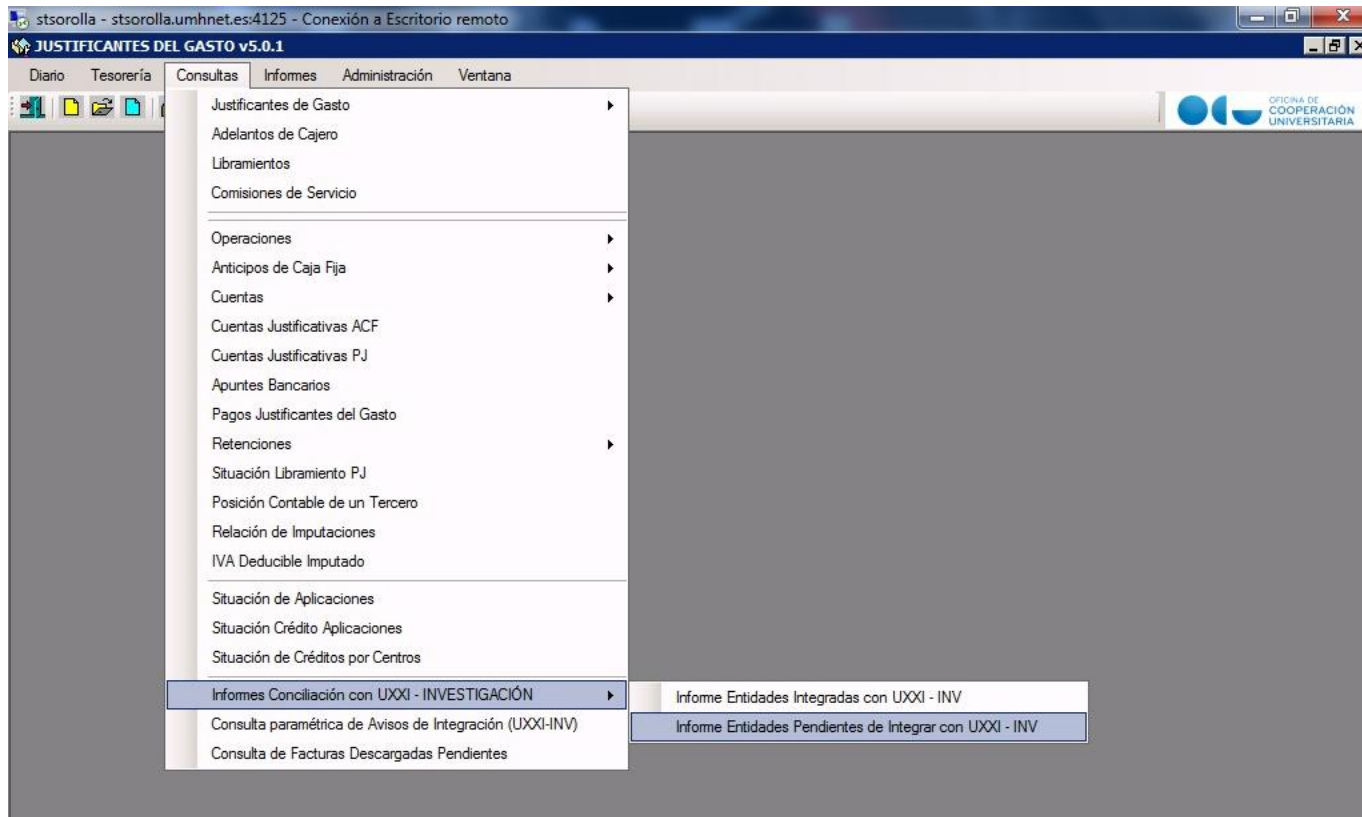 stsorolla - stsorolla.umhnet.es:4125 - Conexión a Escritorio remoto
JUSTIFICANTES DEL GASTO v5.0.1
Diario Tesorería Consultas Informes Administración Ventana
OFICINA DE
COOPERACIÓN
UNIVERSITARIA
Justificantes de Gasto
Adelantos de Cajero
Libramientos
Comisiones de Servicio
Operaciones
Anticipos de Caja Fija
Cuentas
Cuentas Justificativas ACF
Cuentas Justificativas PJ
Apuntes Bancarios
Pagos Justificantes del Gasto
Retenciones
Situación Libramiento PJ
Posición Contable de un Tercero
Relación de Imputaciones
IVA Deducible Imputado
Situación de Aplicaciones
Situación Crédito Aplicaciones
Situación de Créditos por Centros
Informes Conciliación con UXXI - INVESTIGACIÓN
Informe Entidades Integradas con UXXI - INV
Consulta paramétrica de Avisos de Integración (UXXI-INV)
Informe Entidades Pendientes de Integrar con UXXI - INV
Consulta de Facturas Descargadas Pendientes